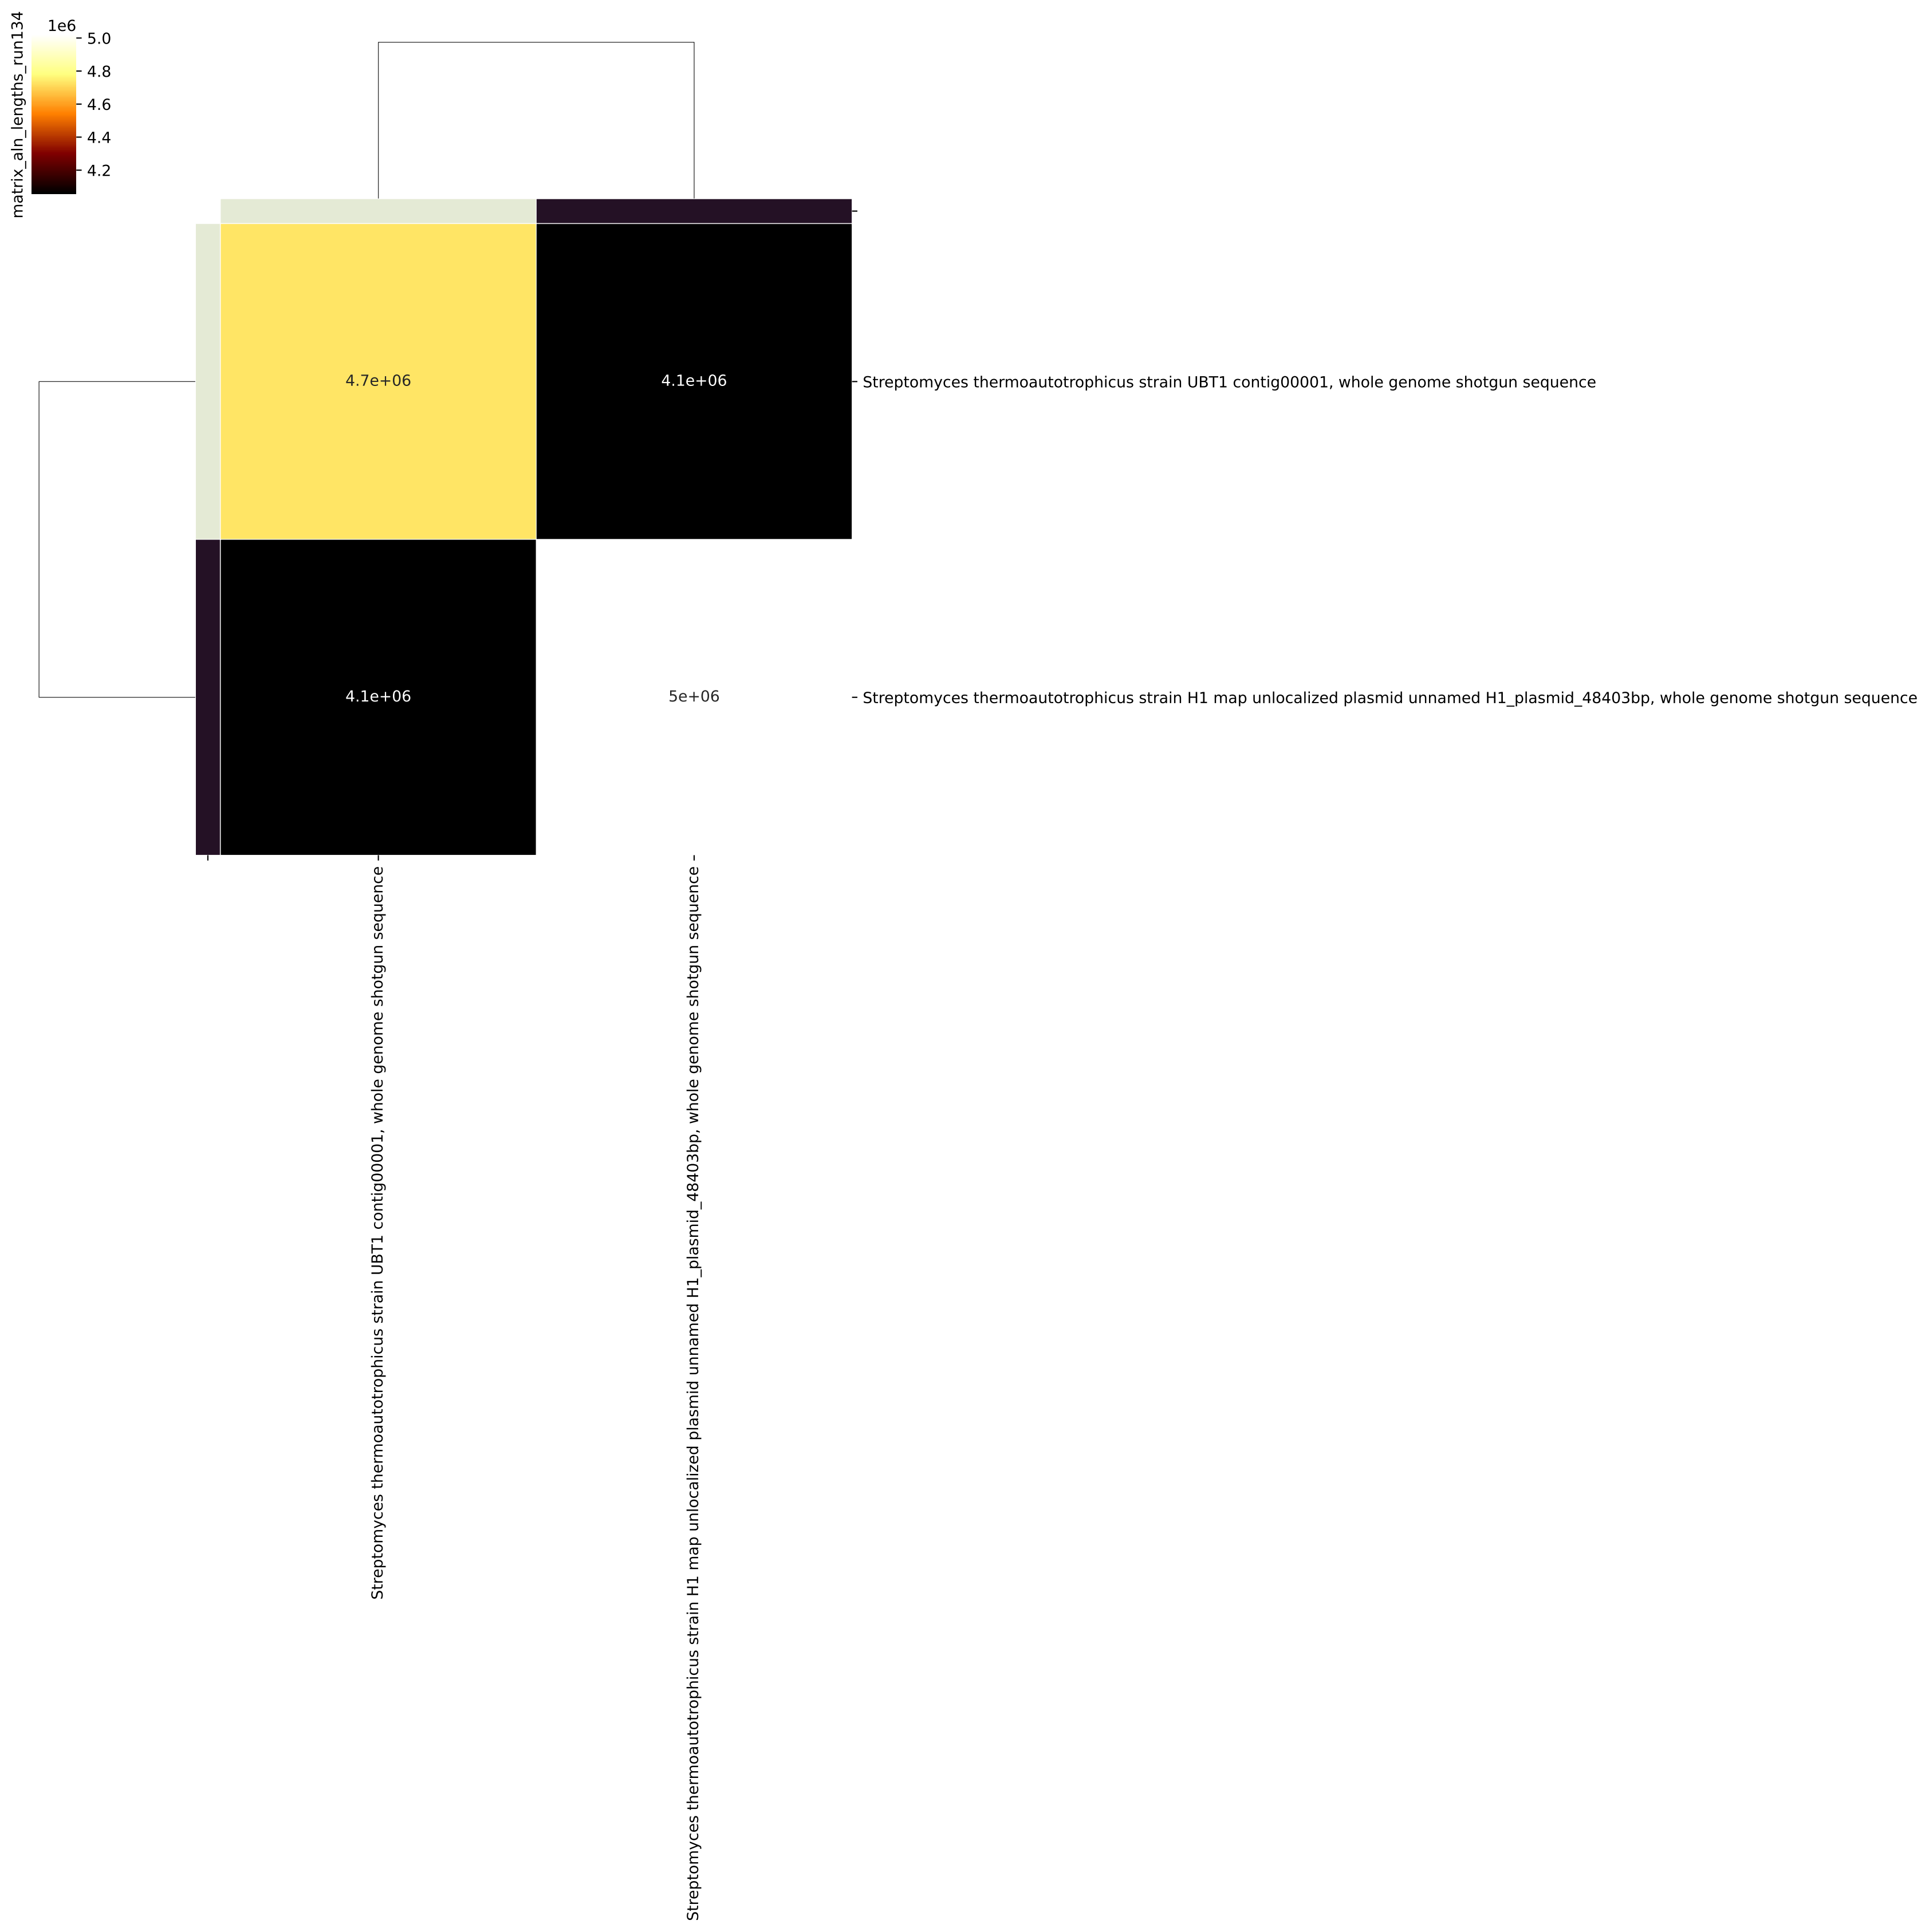 matrix_aln_lengths_run134
1e6
5.0
4.8
4.6
4.4
4.2
4.7e+06
4.1e+06
Streptomyces thermoautotrophicus strain UBT1 contig00001, whole genome shotgun sequence
4.1e+06
5e+06
Streptomyces thermoautotrophicus strain H1 map unlocalized plasmid unnamed H1_plasmid_48403bp, whole genome shotgun sequence
Streptomyces thermoautotrophicus strain UBT1 contig00001, whole genome shotgun sequence
Streptomyces thermoautotrophicus strain H1 map unlocalized plasmid unnamed H1_plasmid_48403bp, whole genome shotgun sequence